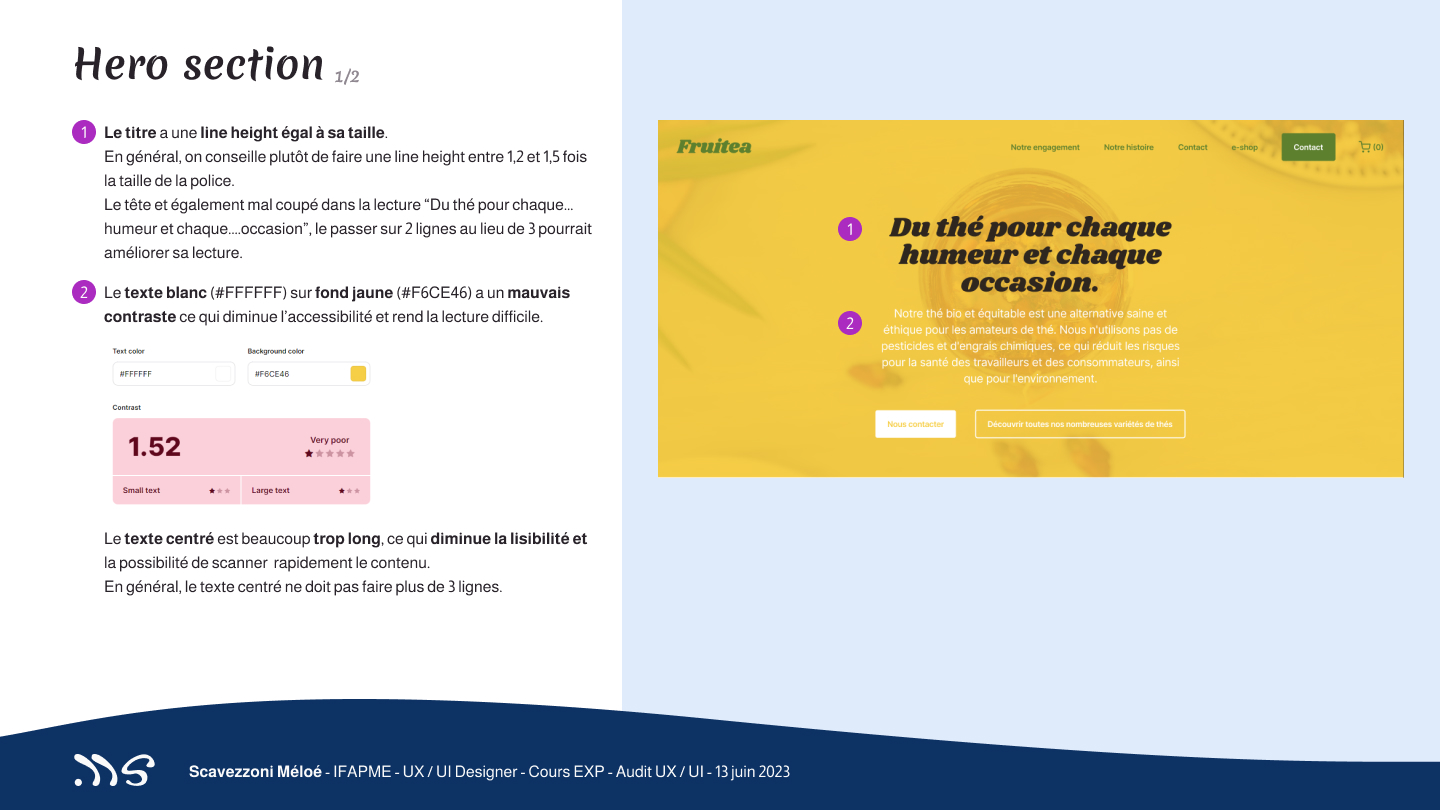 Hero section 1/2
1 Le titre a une line height égal à sa taille.
En général, on conseille plutôt de faire une line height entre 1,2 et 1,5 fois
la taille de la police.
Le tête et également mal coupé dans la lecture “Du thé pour chaque...
humeur et chaque....occasion”, le passer sur 2 lignes au lieu de 3 pourrait
améliorer sa lecture.
2 Le texte blanc (#FFFFFF) sur fond jaune (#F6CE46) a un mauvais
contraste ce qui diminue l’accessibilité et rend la lecture difficile.
Text color Background color
#FFFFFF #F6CE46
Contrast
1.52 Very poor
Small text Large text
Le texte centré est beaucoup trop long, ce qui diminue la lisibilité et
la possibilité de scanner rapidement le contenu.
En général, le texte centré ne doit pas faire plus de 3 lignes.
Fruitea Notre engagement Notre histoire Contact e-shop Contact (0)
1 Du thé pour chaque
humeur et chaque
occasion.
2 Notre thé bio et équitable est une alternative saine et
éthique pour les amateurs de thé. Nous n'utilisons pas de
pesticides et d'engrais chimiques, ce qui réduit les risques
pour la santé des travailleurs et des consommateurs, ainsi
que pour l'environnement.
Nous contacter Découvrir toutes nos nombreuses variétés de thés
Scavezzoni Méloé - IFAPME - UX / UI Designer - Cours EXP - Audit UX / UI - 13 juin 2023